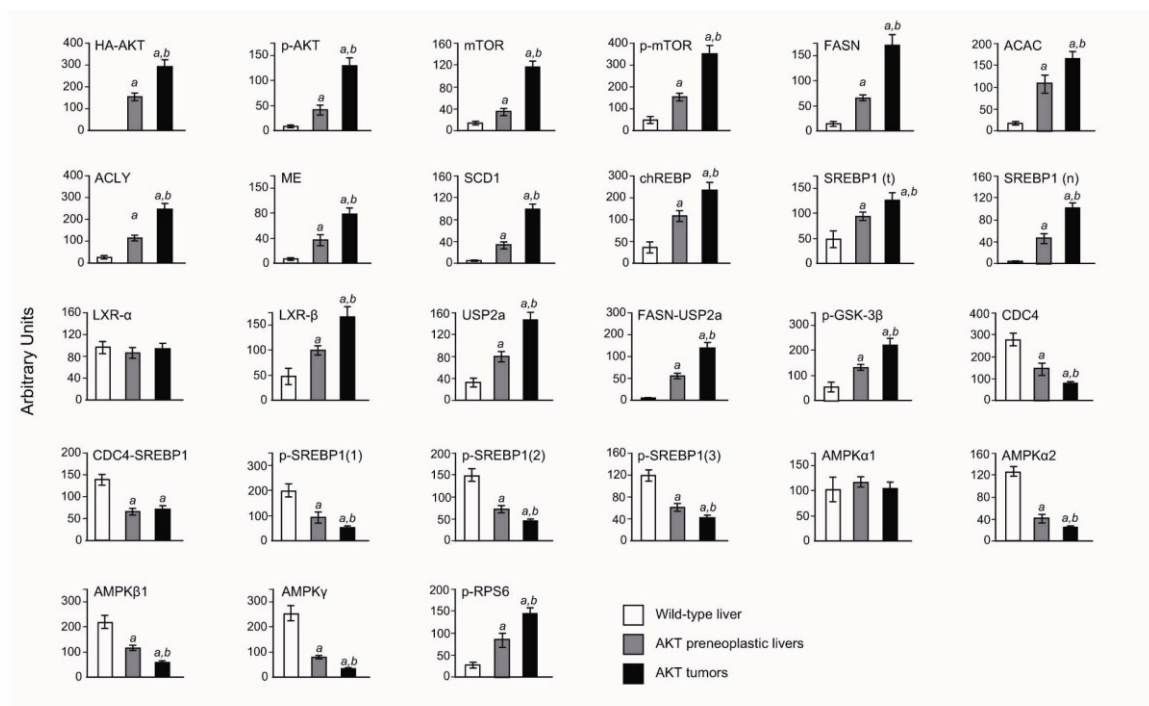 HA-AKT
400
300
200
100
0
a
a,b
p-AKT
150
100
50
0
a
a,b
mTOR
160
120
80
40
0
a
a,b
p-mTOR
400
300
200
100
0
a
a,b
FASN
150
100
50
0
a
a,b
ACAC
200
150
100
50
0
a
a,b
ACLY
400
300
200
100
0
a
a,b
ME
80
80
40
0
a
a,b
SCD1
160
120
80
40
0
a
a,b
chREBP
300
200
100
50
0
a
a,b
SREBP1 (t)
150
100
50
0
a
a,b
SREBP1 (n)
160
120
80
40
0
a
a,b
Arbitrary Units
LXR-α
160
120
80
40
0
LXR-β
150
100
50
0
a
a,b
USP2a
160
120
80
40
0
a
a,b
FASN-USP2a
300
200
100
50
0
a
a,b
p-GSK-3β
300
200
100
0
a
a,b
CDC4
400
300
200
100
0
a
a,b
CDC4-SREBP1
200
150
100
50
0
a
a
p-SREBP1(1)
300
200
100
0
a
a,b
p-SREBP1(2)
200
150
100
50
0
a
a,b
p-SREBP1(3)
160
120
80
40
0
a
a,b
AMPKα1
150
100
50
0
AMPKα2
160
120
80
40
0
a
a,b
AMPKβ1
300
200
100
0
a
a,b
AMPKγ
300
200
100
0
a
a,b
p-RPS6
200
150
100
50
0
a
a,b
Wild-type liver
AKT preneoplastic livers
AKT tumors